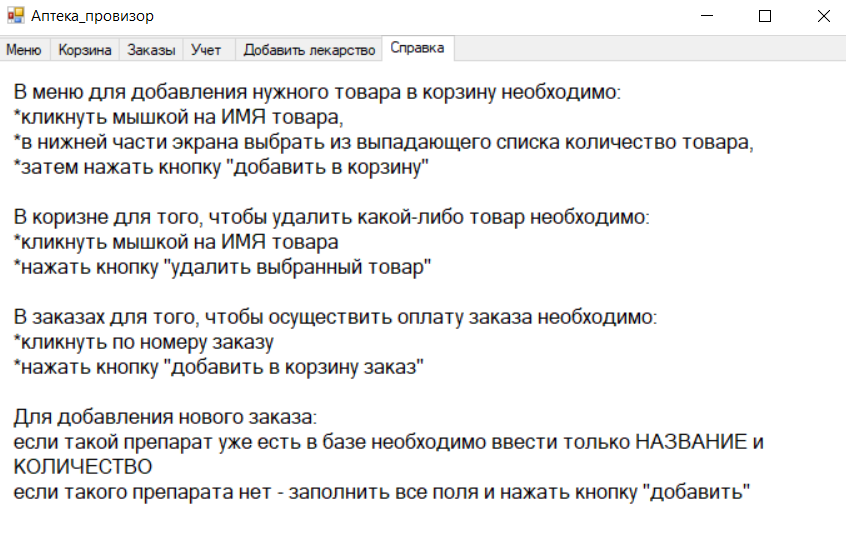 Аптека_провизор
Меню Корзина Заказы Учет Добавить лекарство Справка
В меню для добавления нужного товара в корзину необходимо:
*кликнуть мышкой на ИМЯ товара,
*в нижней части экрана выбрать из выпадающего списка количество товара,
*затем нажать кнопку "добавить в корзину"
В коризне для того, чтобы удалить какой-либо товар необходимо:
*кликнуть мышкой на ИМЯ товара
*нажать кнопку "удалить выбранный товар"
В заказах для того, чтобы осуществить оплату заказа необходимо:
*кликнуть по номеру заказу
*нажать кнопку "добавить в корзину заказ"
Для добавления нового заказа:
если такой препарат уже есть в базе необходимо ввести только НАЗВАНИЕ и
КОЛИЧЕСТВО
если такого препарата нет - заполнить все поля и нажать кнопку "добавить"